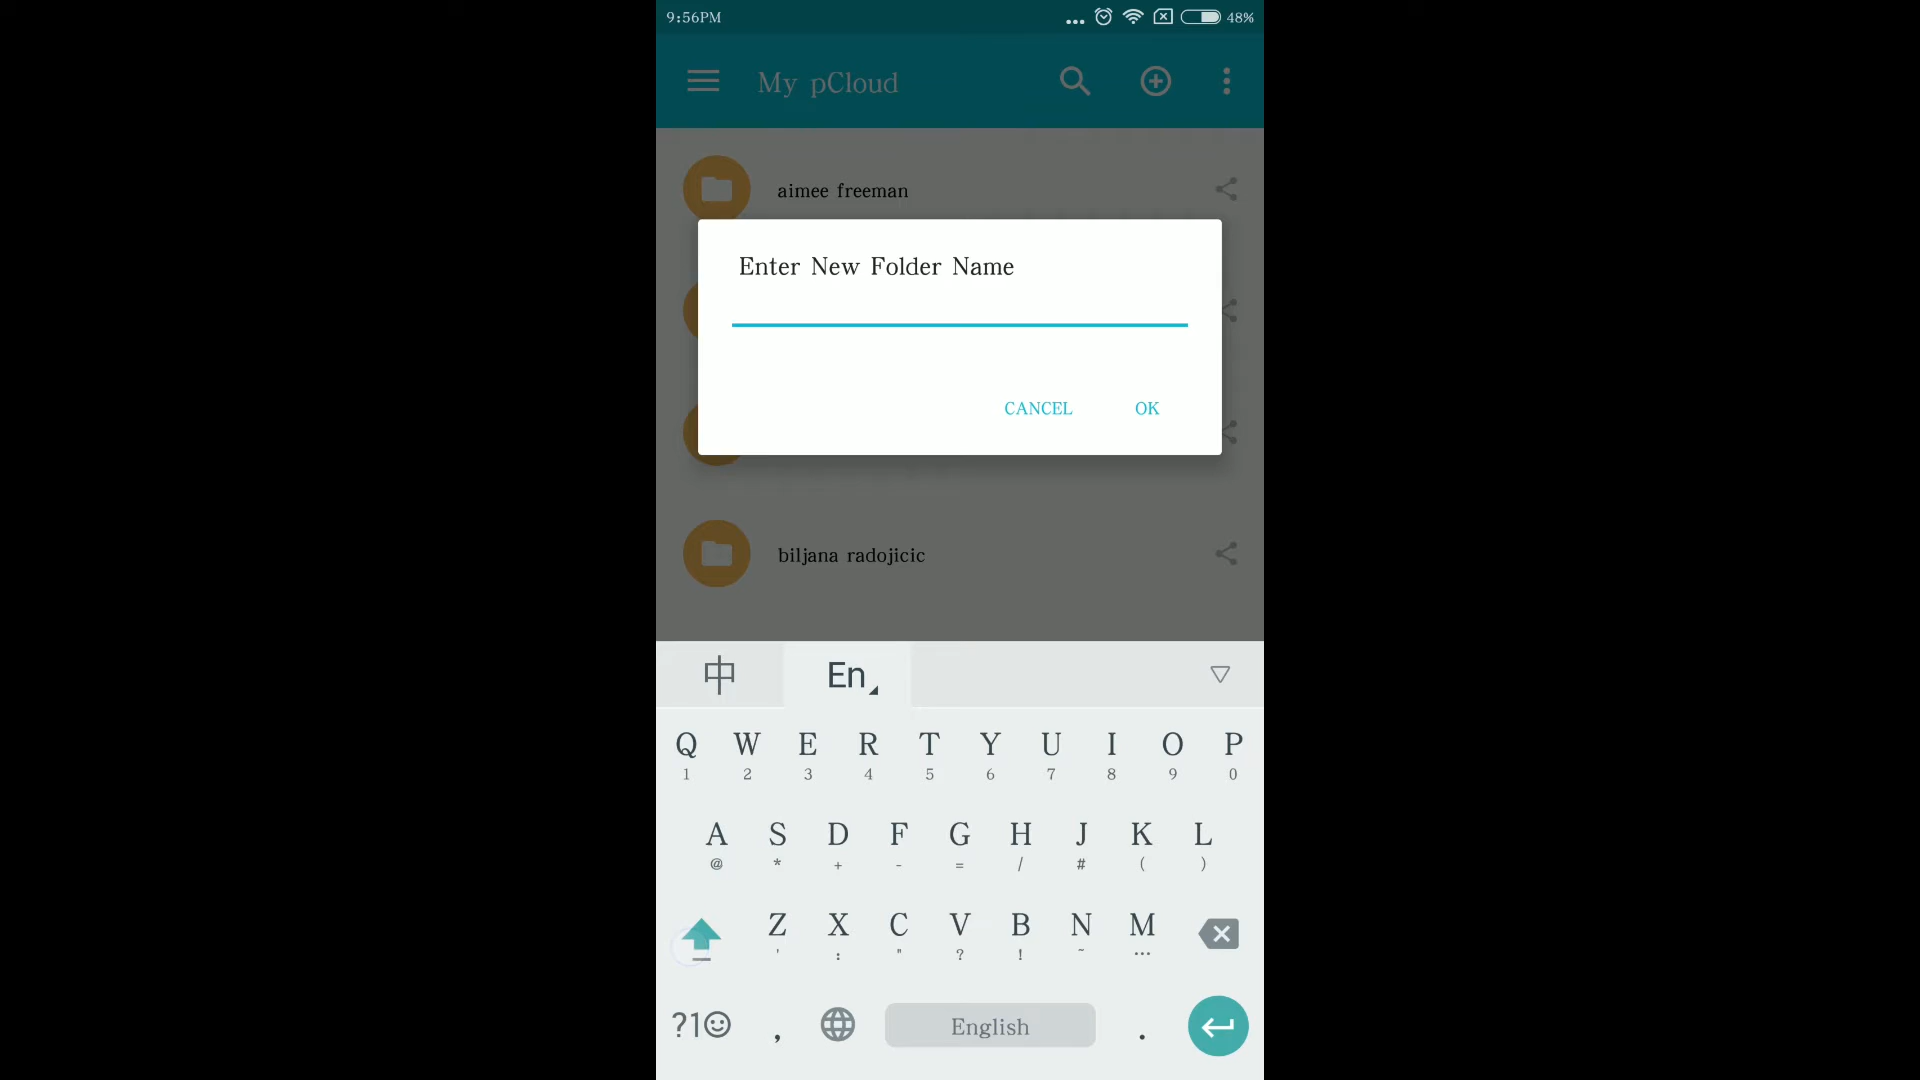 9:56PM
48%
My pCloud
aimee freeman
Enter New Folder Name
CANCEL OK
biljana radojicic
中 En
Q W E R T Y U I O P
1 2 3 4 5 6 7 8 9 0
A S D F G H J K L
@ * + - = / # ( )
Z X C V B N M
' : " ? ! ~ ...
?1☺ , English .